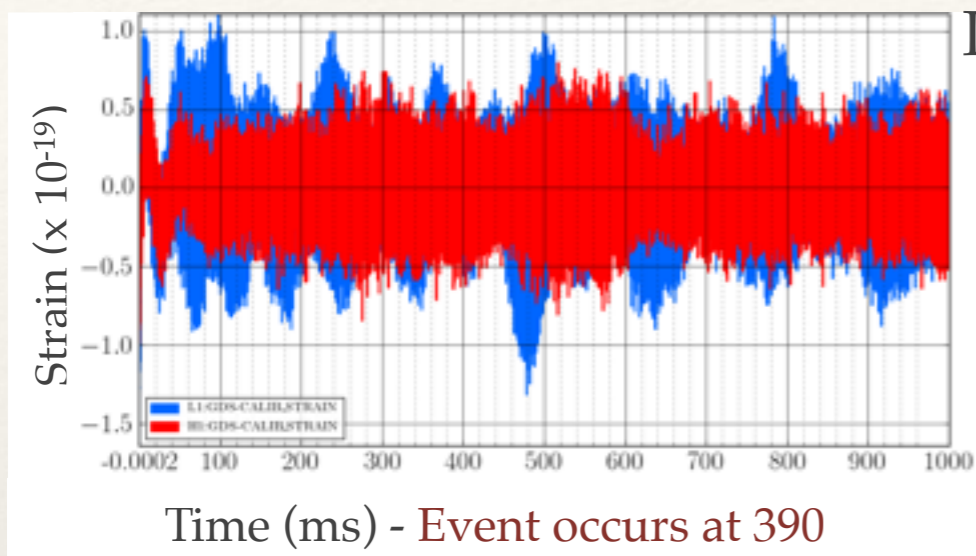 1.0
0.5
0.0
−0.5
−1.0
−1.5
Strain (x 10⁻¹⁹)
L1:GDS-CALIB_STRAIN
H1:GDS-CALIB_STRAIN
-0.0002 100 200 300 400 500 600 700 800 900 1000
Time (ms) - Event occurs at 390